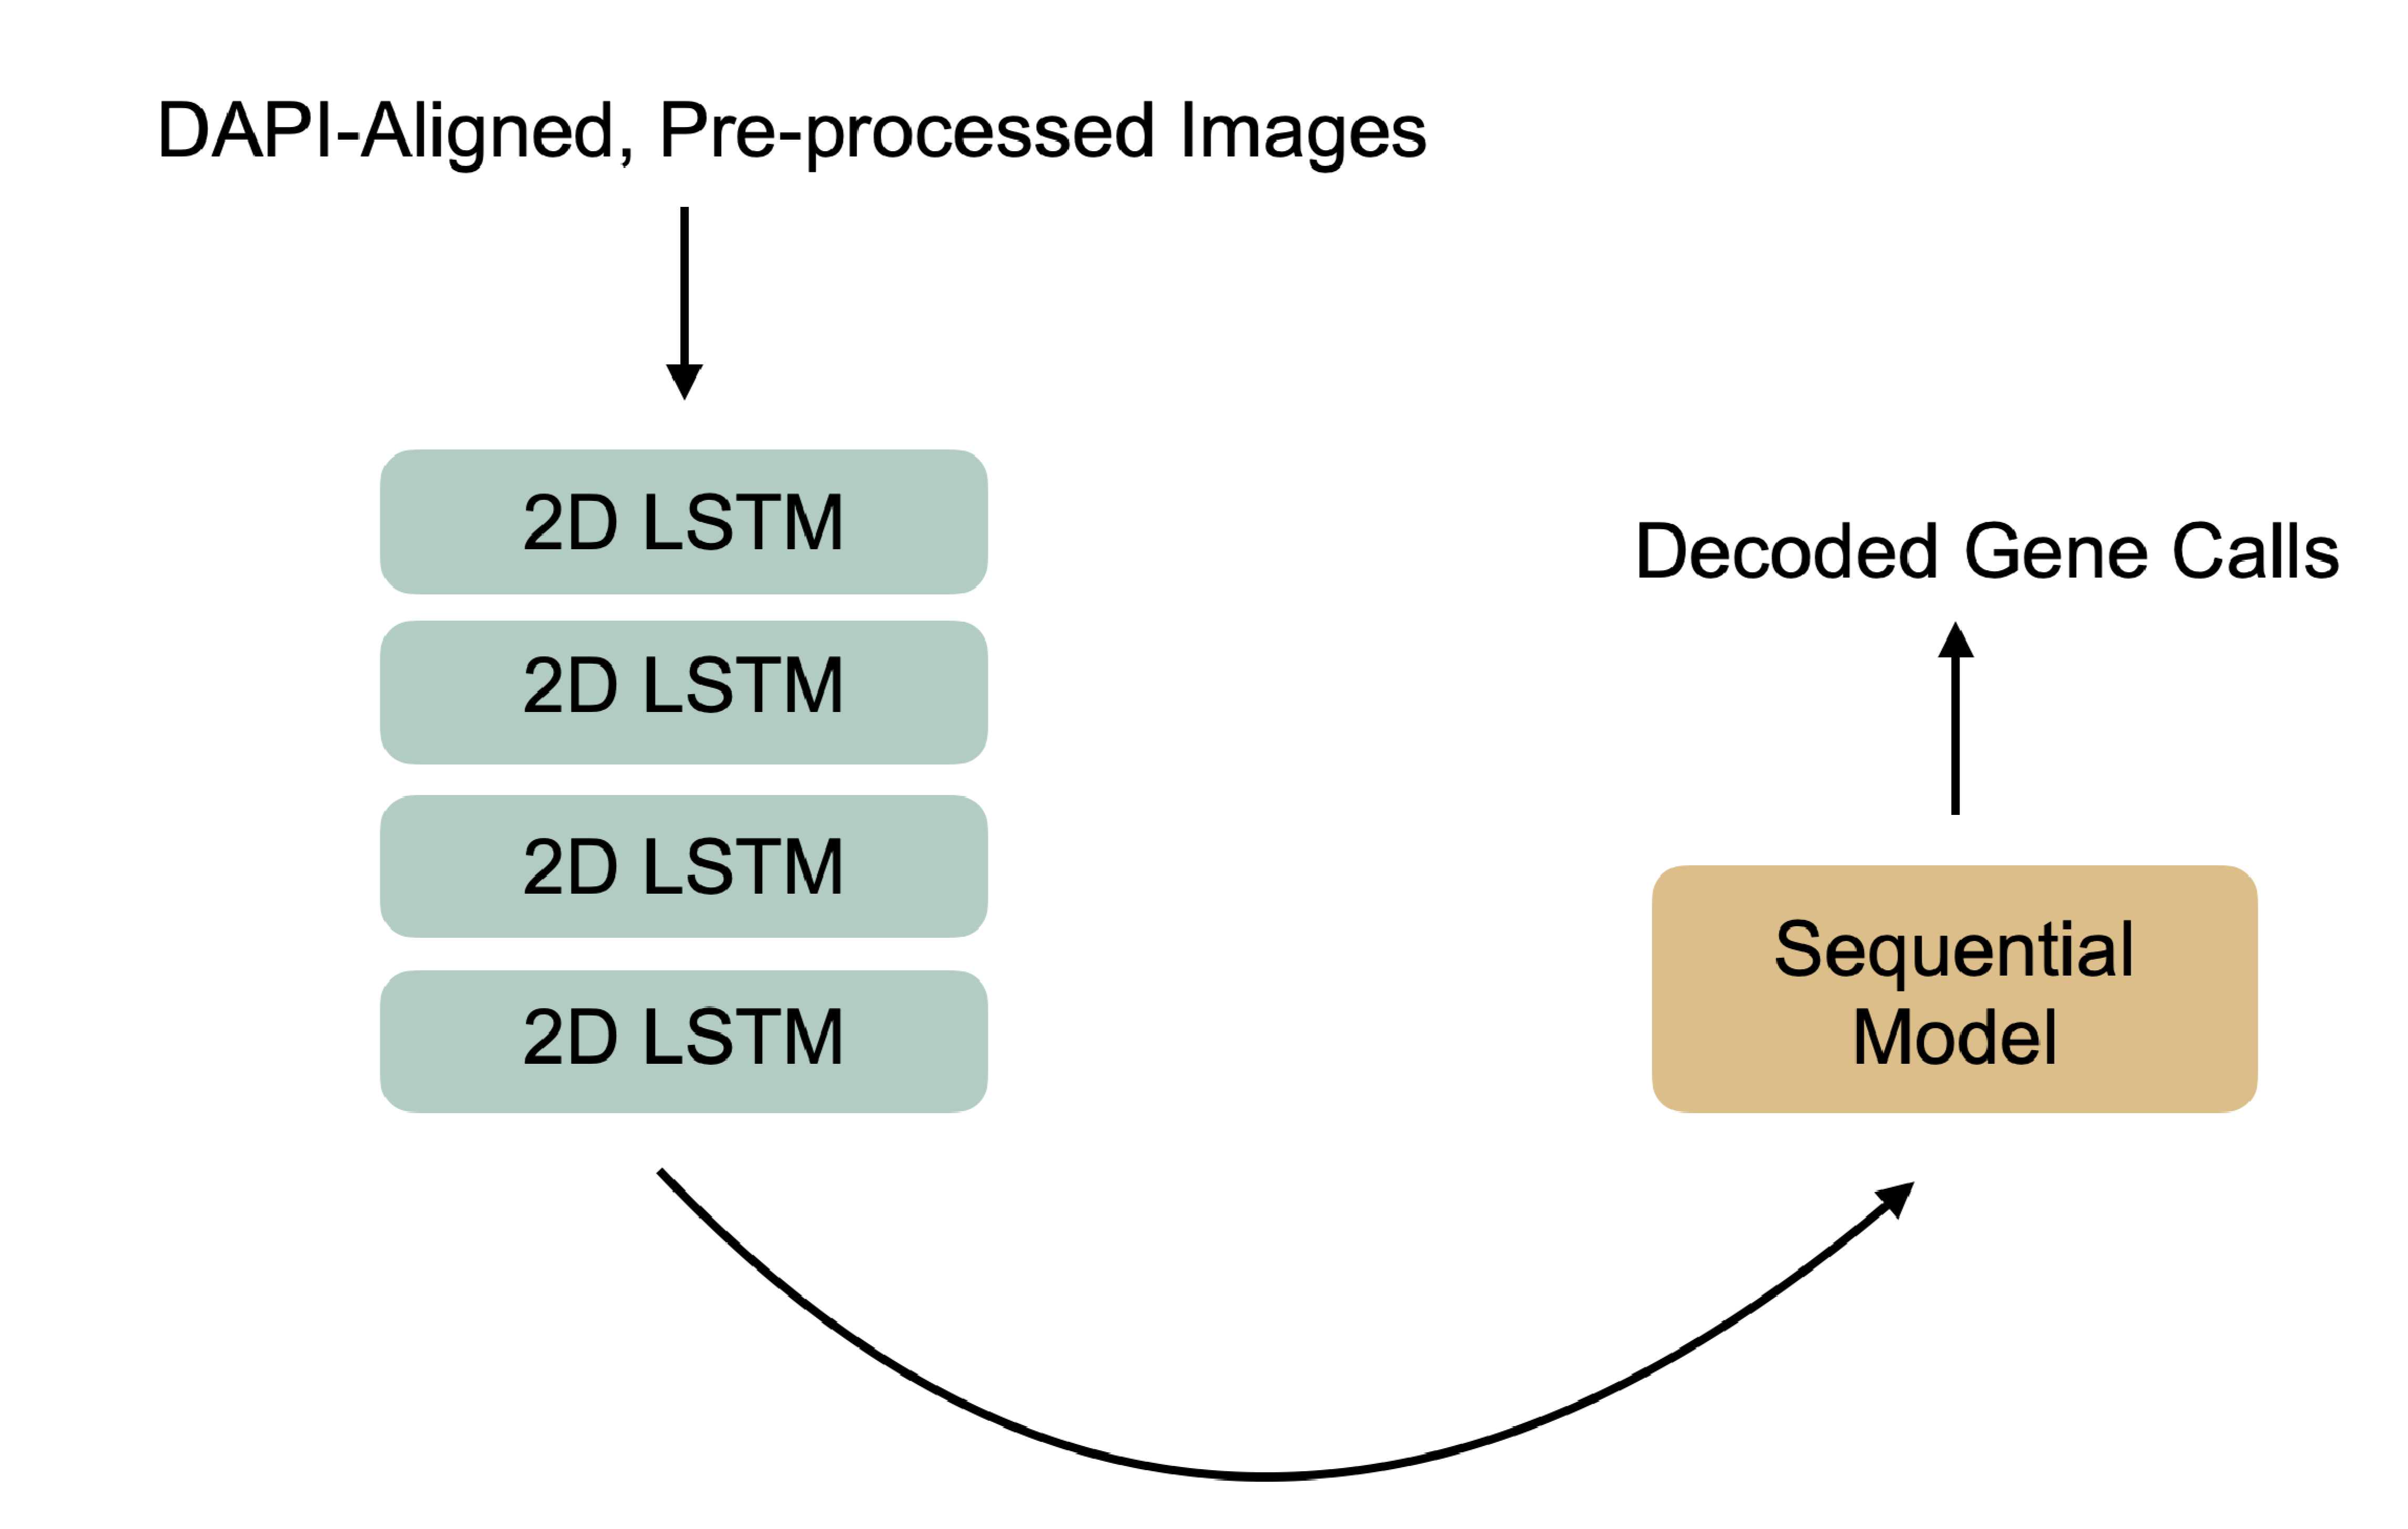 DAPI-Aligned, Pre-processed Images
2D LSTM
2D LSTM
2D LSTM
2D LSTM
Decoded Gene Calls
Sequential
Model